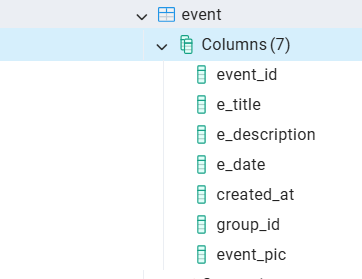 event
Columns (7)
event_id
e_title
e_description
e_date
created_at
group_id
event_pic